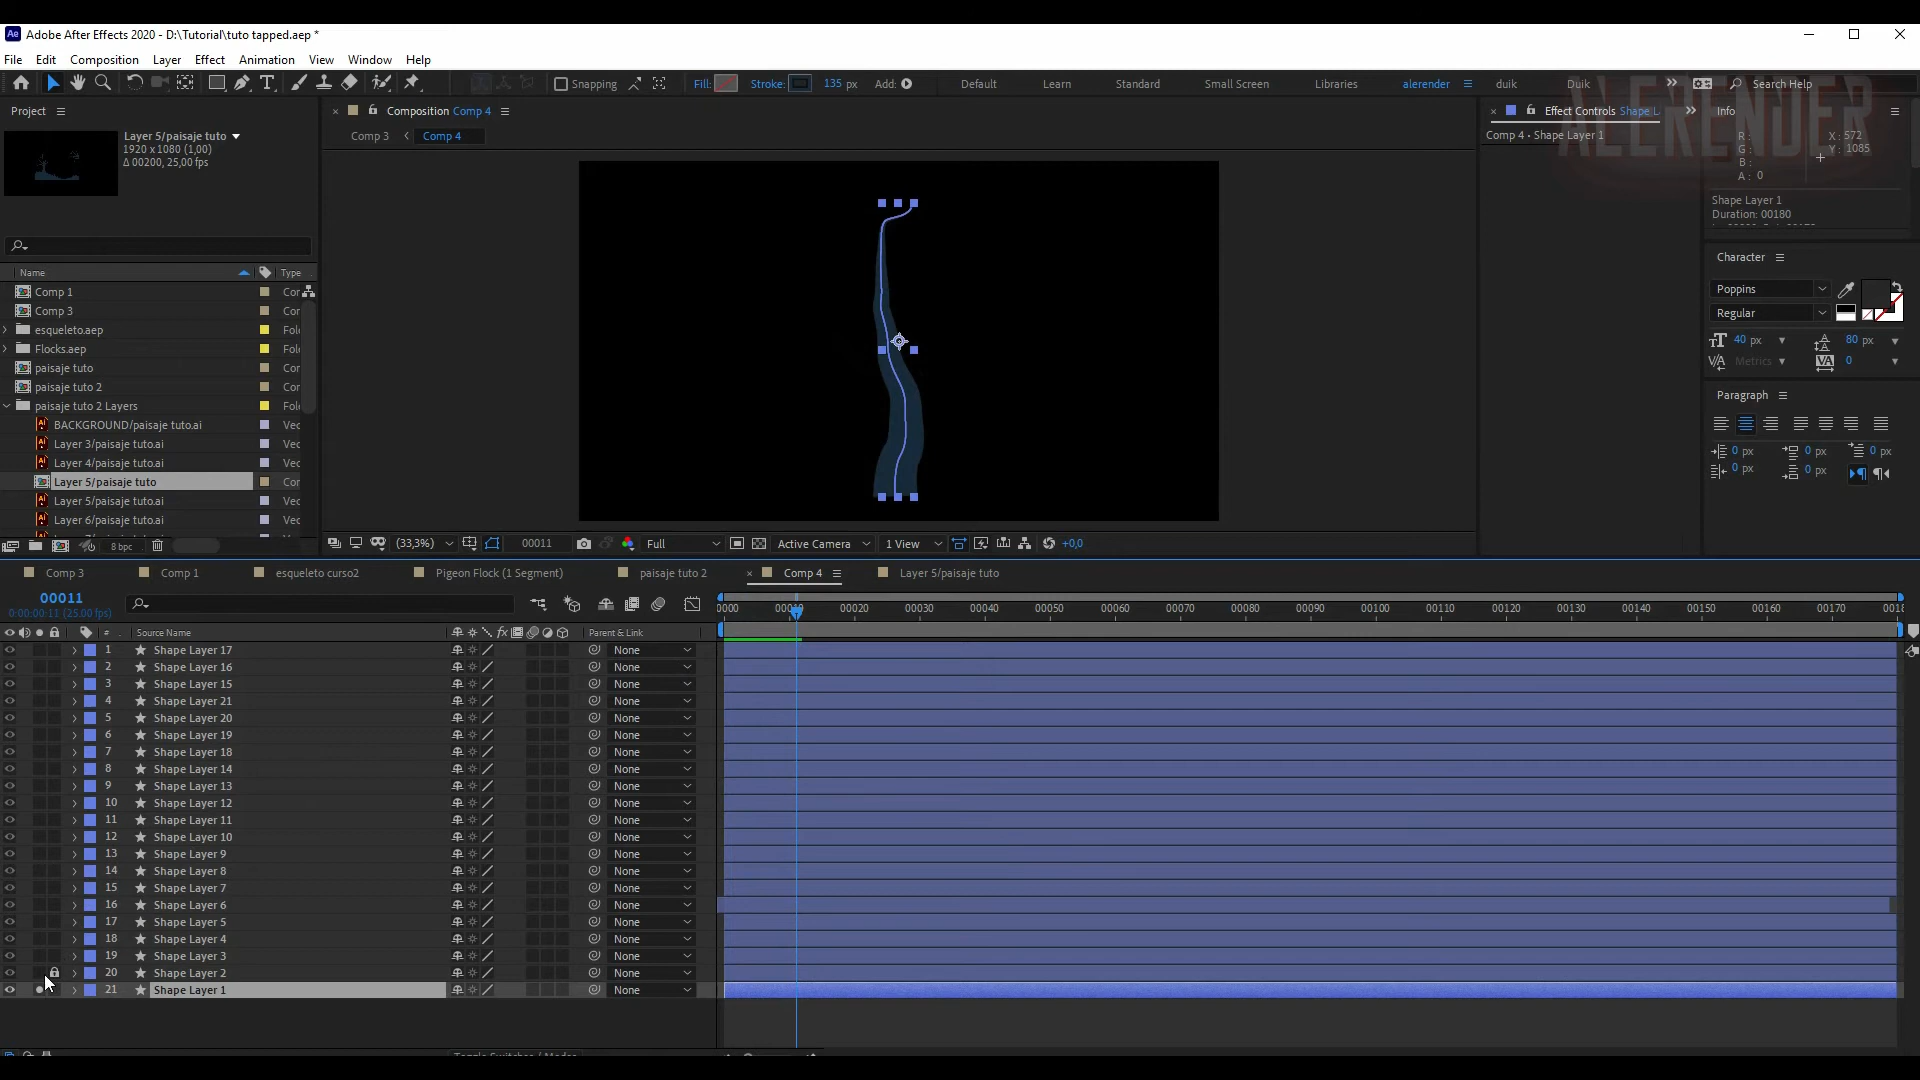 Adobe After Effects 2020 - D:\Tutorial\tuto tapped.aep *
File Edit Composition Layer Effect Animation View Window Help
Snapping Fill: Stroke: 135 px Add: Default Learn Standard Small Screen Libraries alerender duik Duik Search Help
ALERENDER
Project
Layer 5/paisaje tuto
1920 x 1080 (1,00)
Δ 00200, 25,00 fps
Name Type
Comp 1
Comp 3
esqueleto.aep
Flocks.aep
paisaje tuto
paisaje tuto 2
paisaje tuto 2 Layers
BACKGROUND/paisaje tuto.ai
Layer 3/paisaje tuto.ai
Layer 4/paisaje tuto.ai
Layer 5/paisaje tuto
Layer 5/paisaje tuto.ai
Layer 6/paisaje tuto.ai
8 bpc
Composition Comp 4
Comp 3 Comp 4
(33,3%) 00011 Full Active Camera 1 View +0,0
Effect Controls Shape L
Comp 4 • Shape Layer 1
Info
R :
G :
B :
A : 0
X : 572
Y : 1085
Shape Layer 1
Duration: 00180
Character
Poppins
Regular
40 px 80 px
Metrics 0
Paragraph
0 px 0 px 0 px
0 px 0 px
Comp 3 Comp 1 esqueleto curso2 Pigeon Flock (1 Segment) paisaje tuto 2 Comp 4 Layer 5/paisaje tuto
00011
0:00:00:11 (25.00 fps)
0000 00010 00020 00030 00040 00050 00060 00070 00080 00090 00100 00110 00120 00130 00140 00150 00160 00170 0018
# Source Name Parent & Link
1 Shape Layer 17 None
2 Shape Layer 16 None
3 Shape Layer 15 None
4 Shape Layer 21 None
5 Shape Layer 20 None
6 Shape Layer 19 None
7 Shape Layer 18 None
8 Shape Layer 14 None
9 Shape Layer 13 None
10 Shape Layer 12 None
11 Shape Layer 11 None
12 Shape Layer 10 None
13 Shape Layer 9 None
14 Shape Layer 8 None
15 Shape Layer 7 None
16 Shape Layer 6 None
17 Shape Layer 5 None
18 Shape Layer 4 None
19 Shape Layer 3 None
20 Shape Layer 2 None
21 Shape Layer 1 None
Toggle Switches / Modes